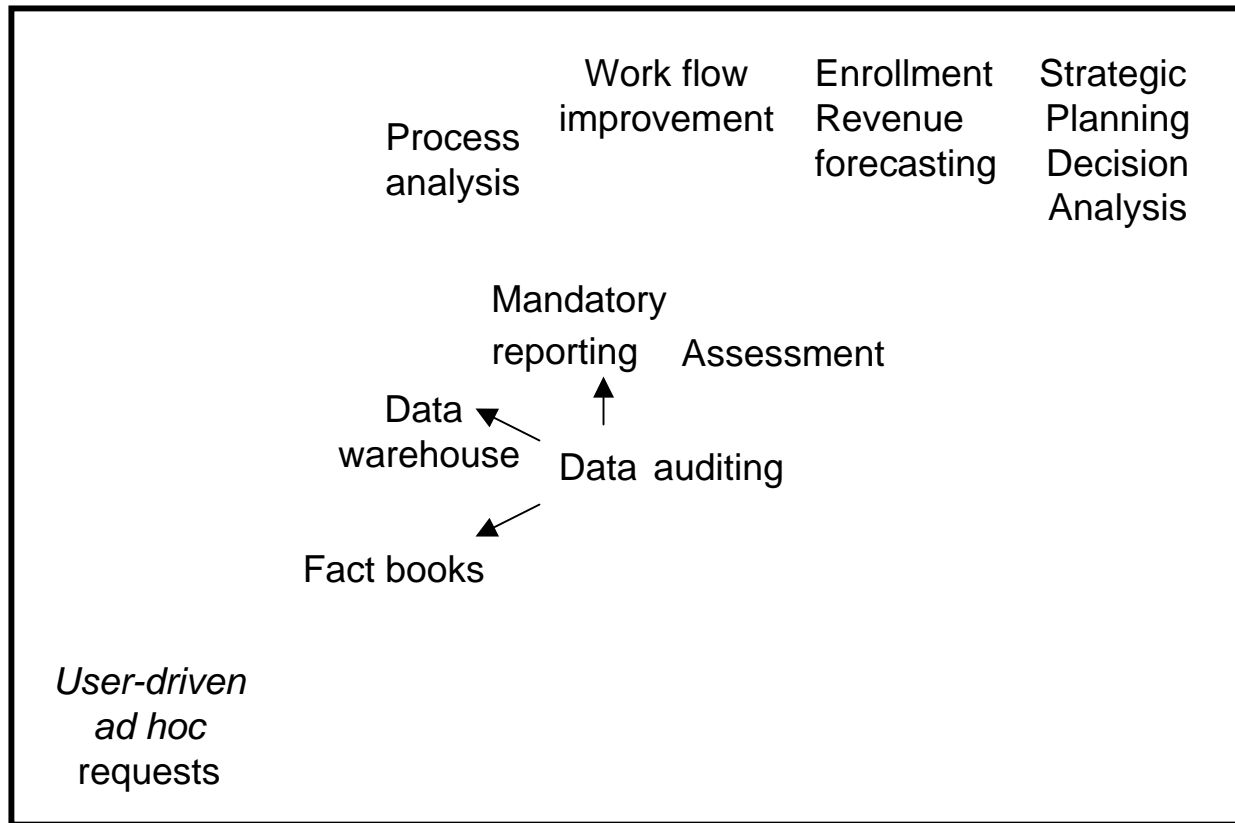 Work flow
improvement
Enrollment
Revenue
forecasting
Strategic
Planning
Decision
Analysis
Process
analysis
Mandatory
reporting
Assessment
Data
warehouse
Data auditing
Fact books
User-driven
ad hoc
requests